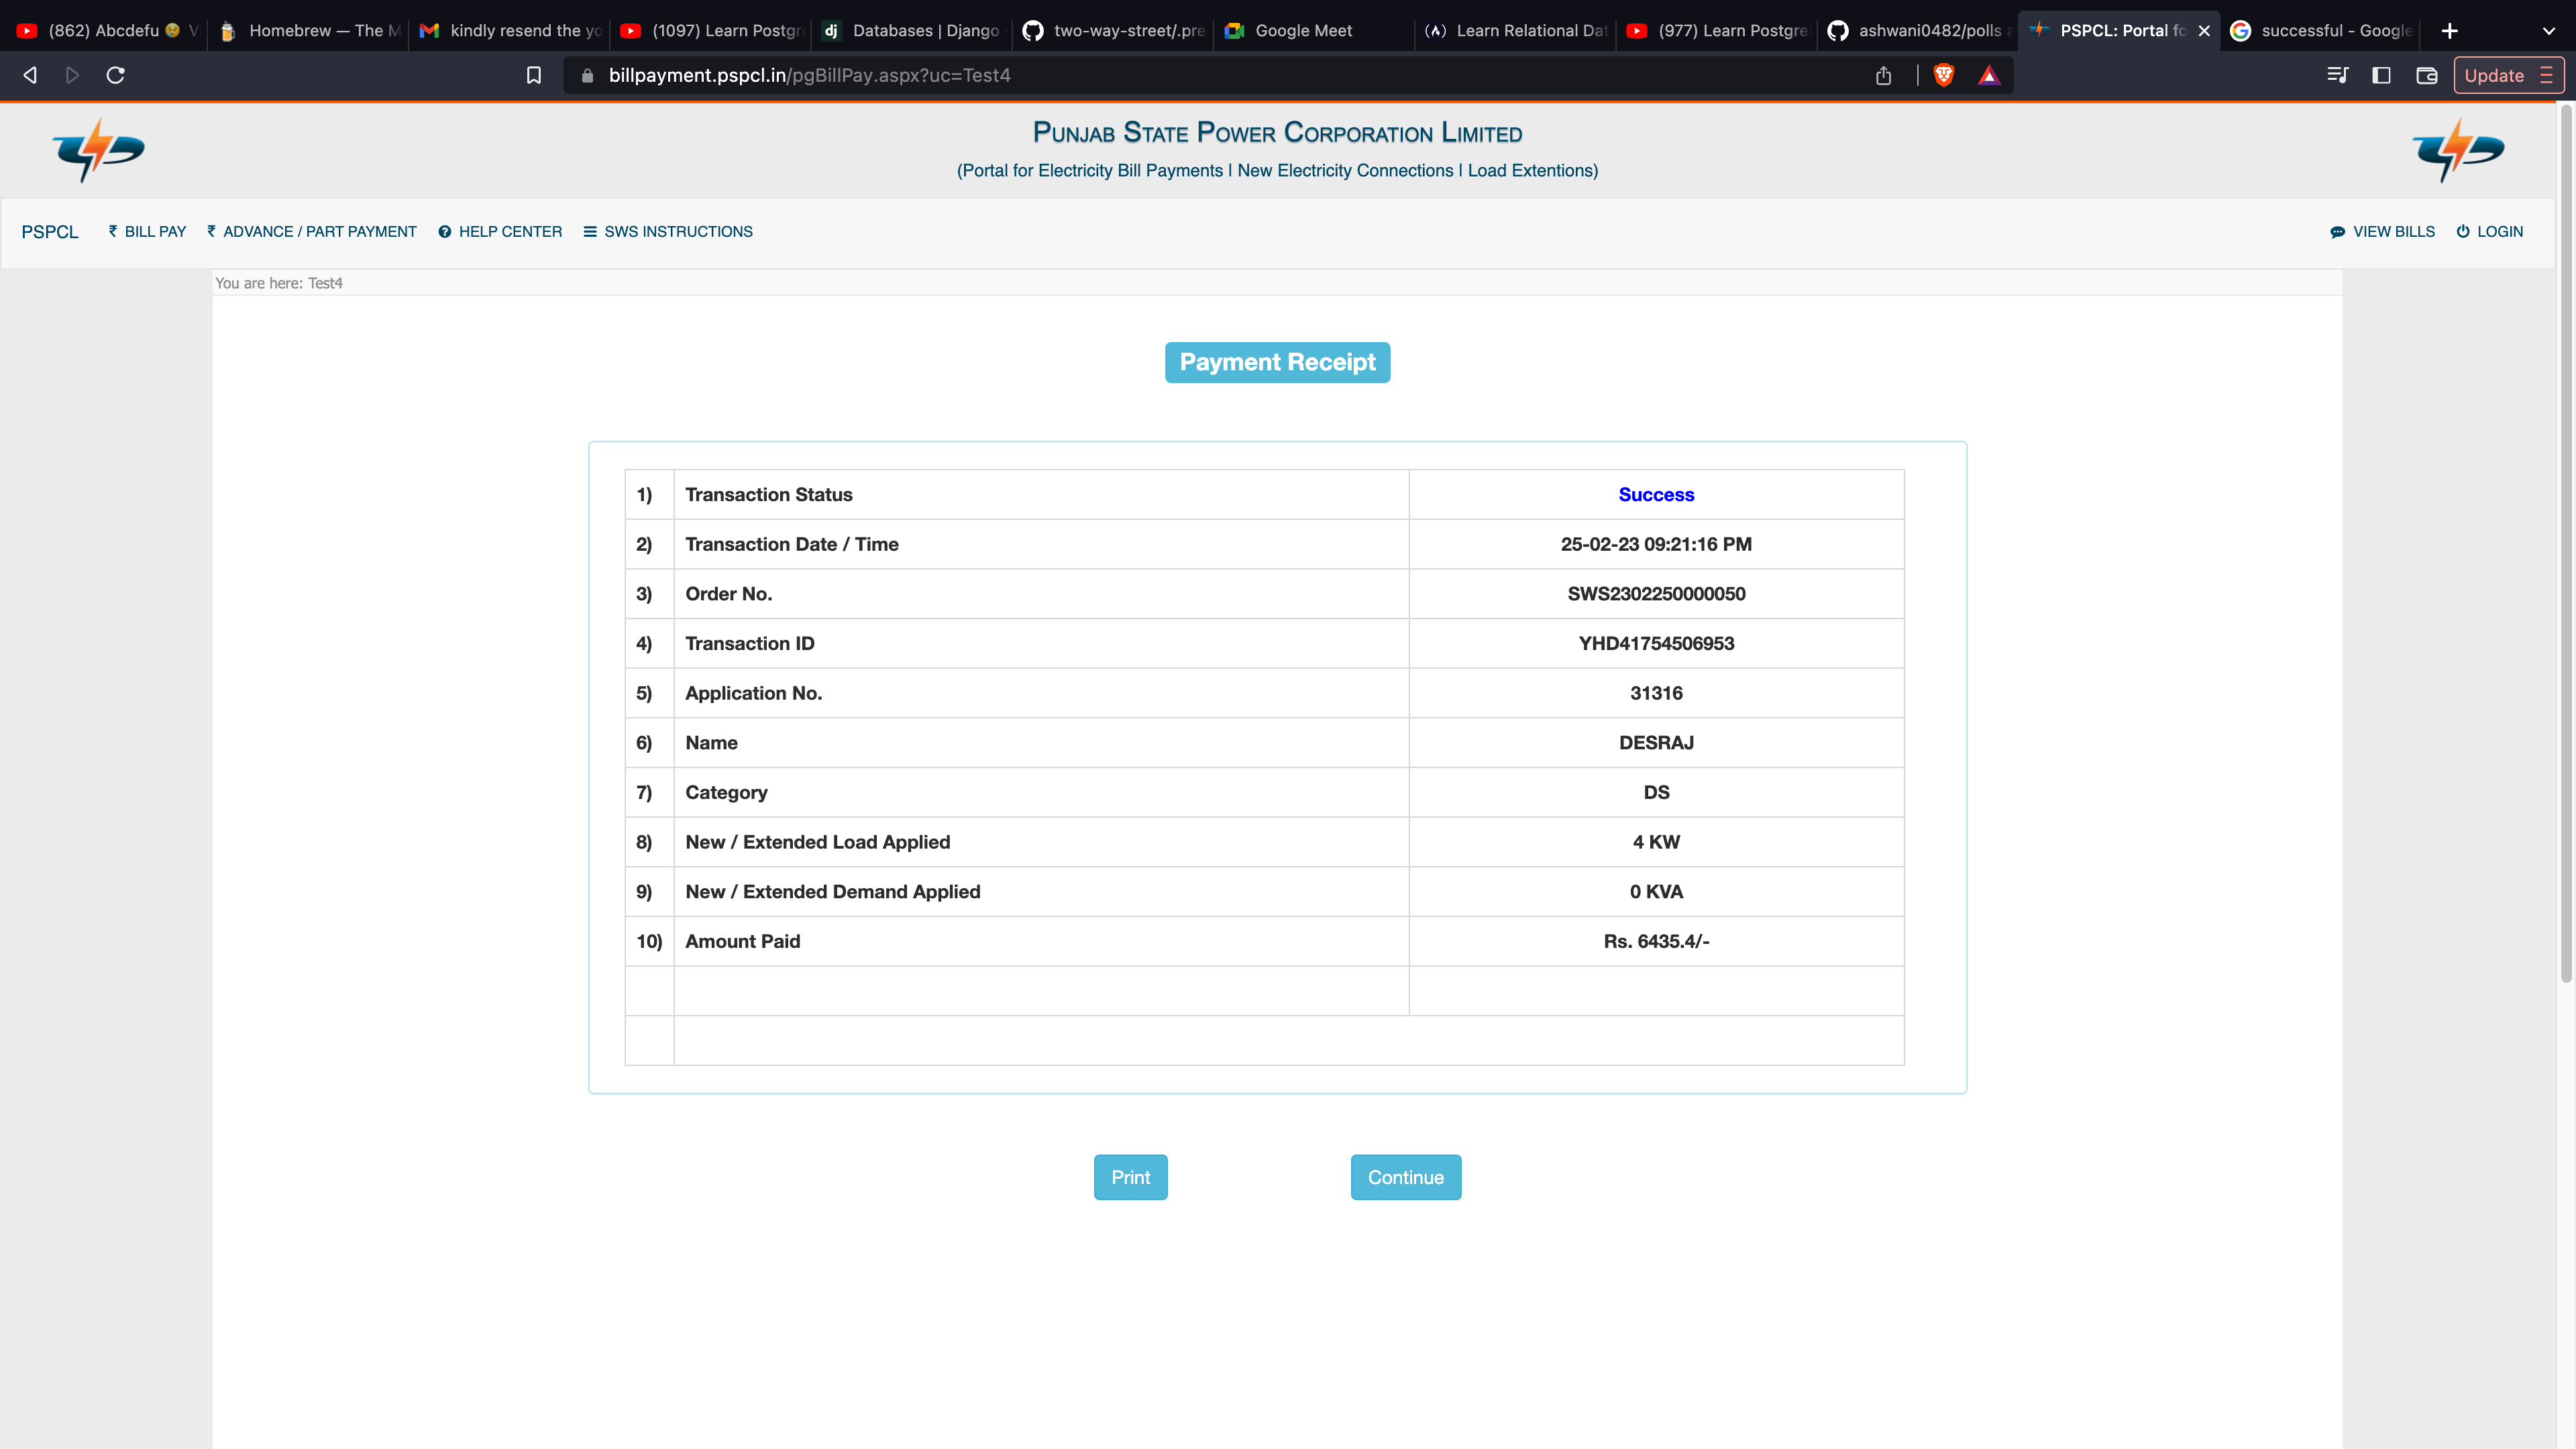 (862) Abcdefu 😢 V
Homebrew — The M
kindly resend the yo
(1097) Learn Postgr
dj Databases | Django
two-way-street/.pre
Google Meet
Learn Relational Dat
(977) Learn Postgre
ashwani0482/polls
PSPCL: Portal fo
successful - Google
billpayment.pspcl.in/pgBillPay.aspx?uc=Test4
Update
PUNJAB STATE POWER CORPORATION LIMITED
(Portal for Electricity Bill Payments | New Electricity Connections | Load Extentions)
PSPCL
₹ BILL PAY
₹ ADVANCE / PART PAYMENT
HELP CENTER
SWS INSTRUCTIONS
VIEW BILLS
LOGIN
You are here: Test4
Payment Receipt
1) Transaction Status Success
2) Transaction Date / Time 25-02-23 09:21:16 PM
3) Order No. SWS2302250000050
4) Transaction ID YHD41754506953
5) Application No. 31316
6) Name DESRAJ
7) Category DS
8) New / Extended Load Applied 4 KW
9) New / Extended Demand Applied 0 KVA
10) Amount Paid Rs. 6435.4/-
Print
Continue